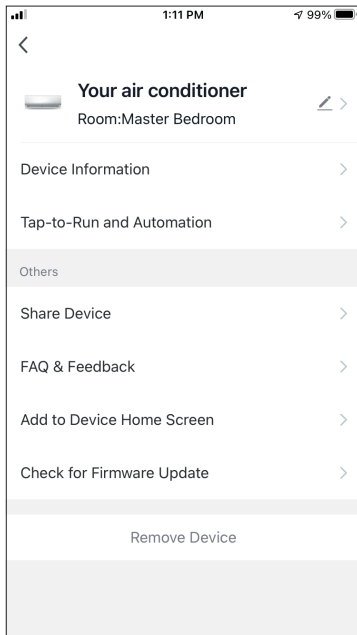 1:11 PM
99%
Your air conditioner
Room:Master Bedroom
Device Information
Tap-to-Run and Automation
Others
Share Device
FAQ & Feedback
Add to Device Home Screen
Check for Firmware Update
Remove Device